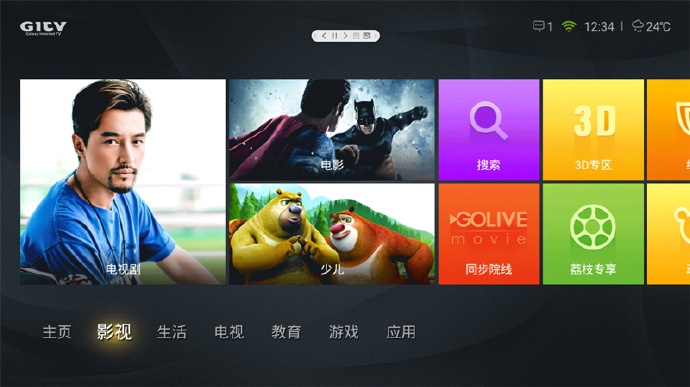 GITV
Galaxy Internet TV
1
12:34
24℃
电视剧
电影
搜索
3D
3D专区
少儿
GOLIVE
movie
同步院线
荔枝专享
主页
影视
生活
电视
教育
游戏
应用